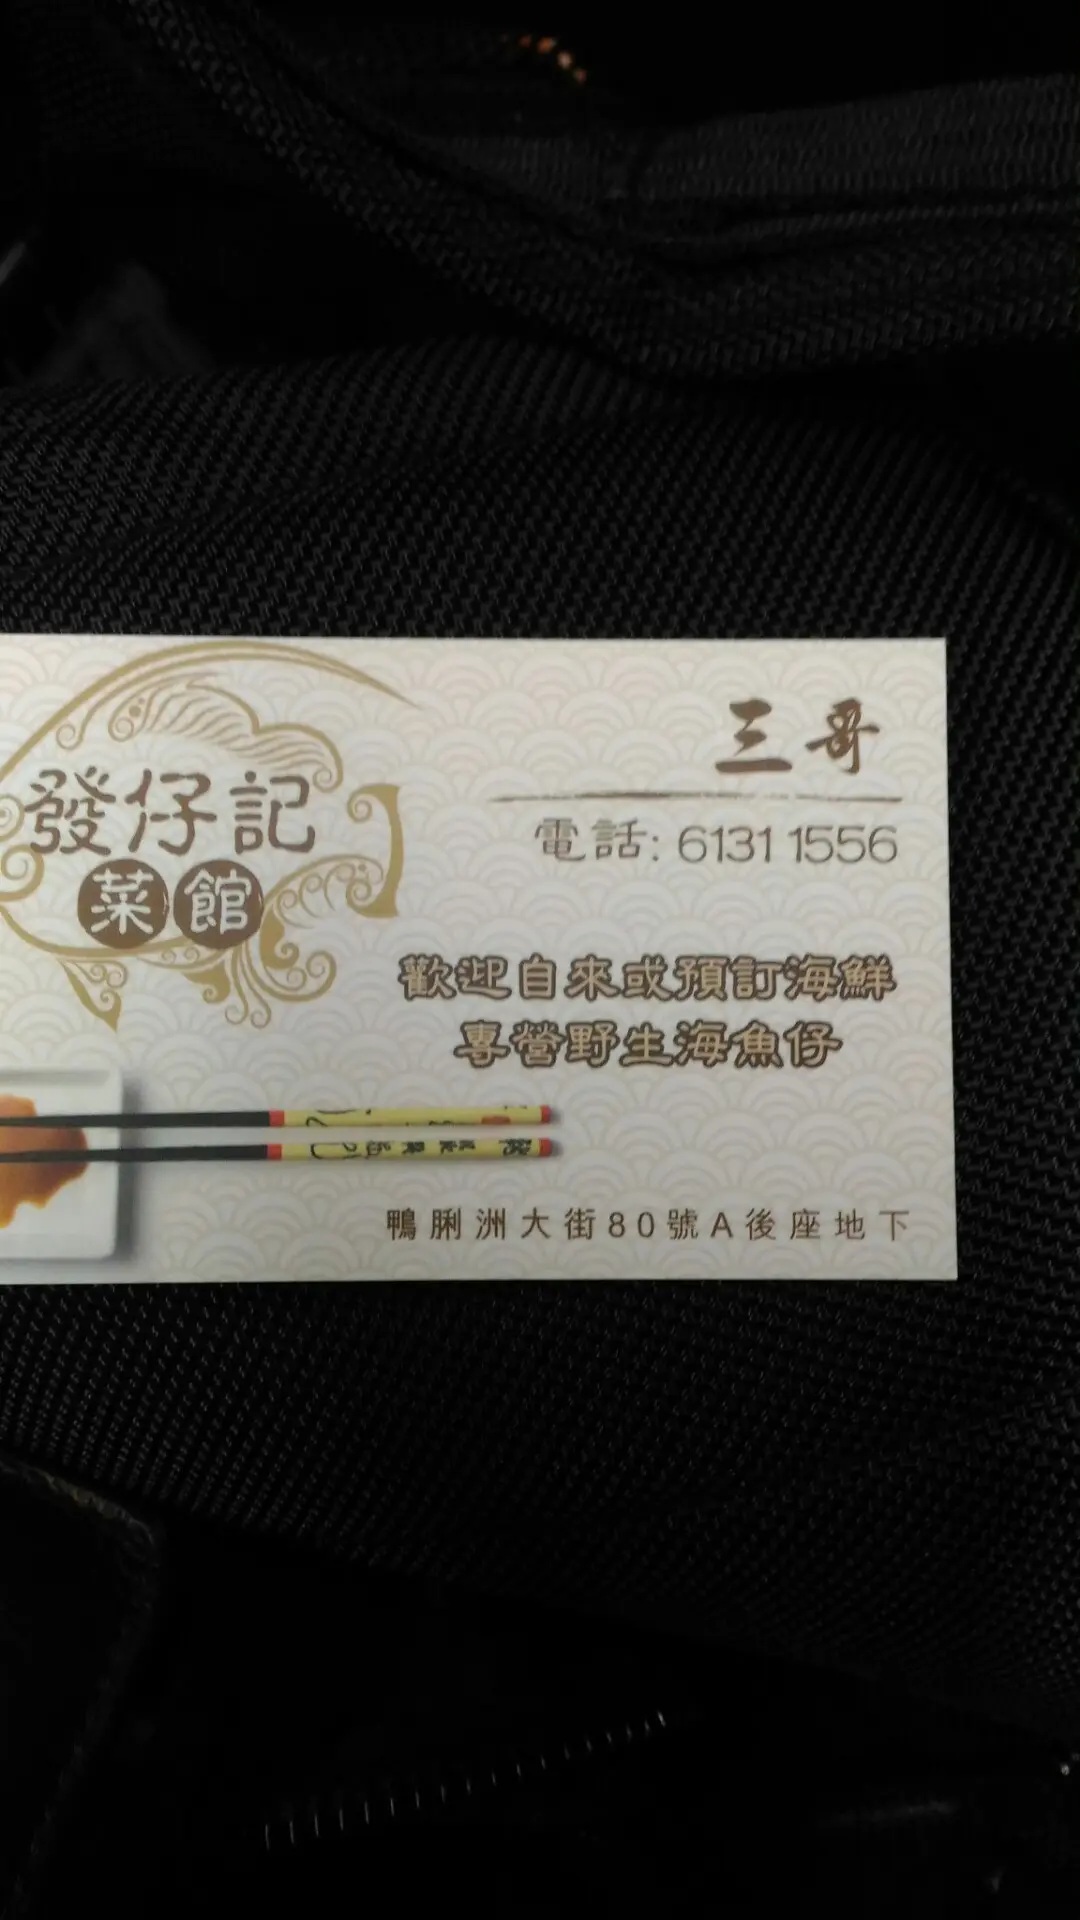 發仔記
菜館
三哥
電話: 6131 1556
歡迎自來或預訂海鮮
專營野生海魚仔
鴨脷洲大街80號A後座地下